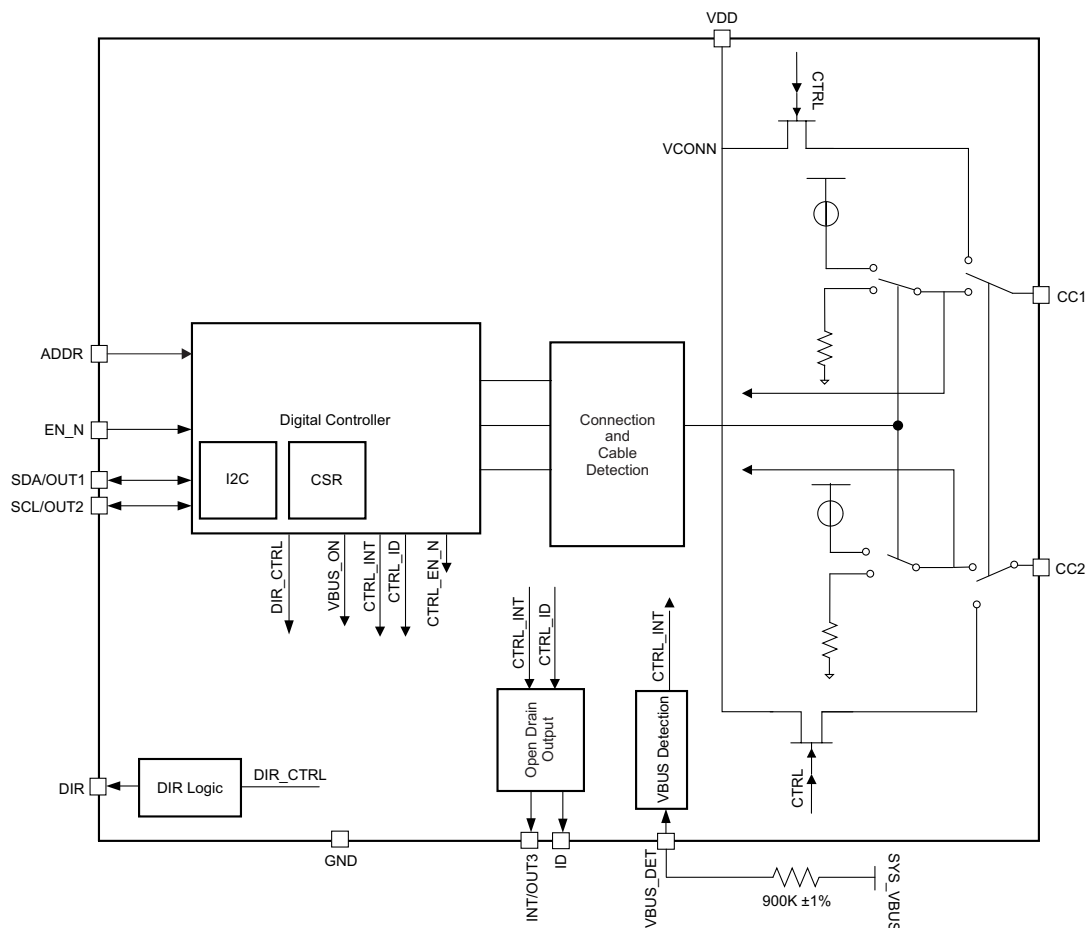 VDD
CTRL
VCONN
CC1
ADDR
EN_N
SDA/OUT1
SCL/OUT2
Digital Controller
I2C
CSR
Connection
and
Cable
Detection
CC2
DIR_CTRL
VBUS_ON
CTRL_INT
CTRL_ID
CTRL_EN_N
CTRL_INT
CTRL_ID
CTRL_INT
Open Drain
Output
VBUS Detection
CTRL
DIR
DIR Logic
DIR_CTRL
GND
INT/OUT3
ID
VBUS_DET
900K ±1%
SYS_VBUS